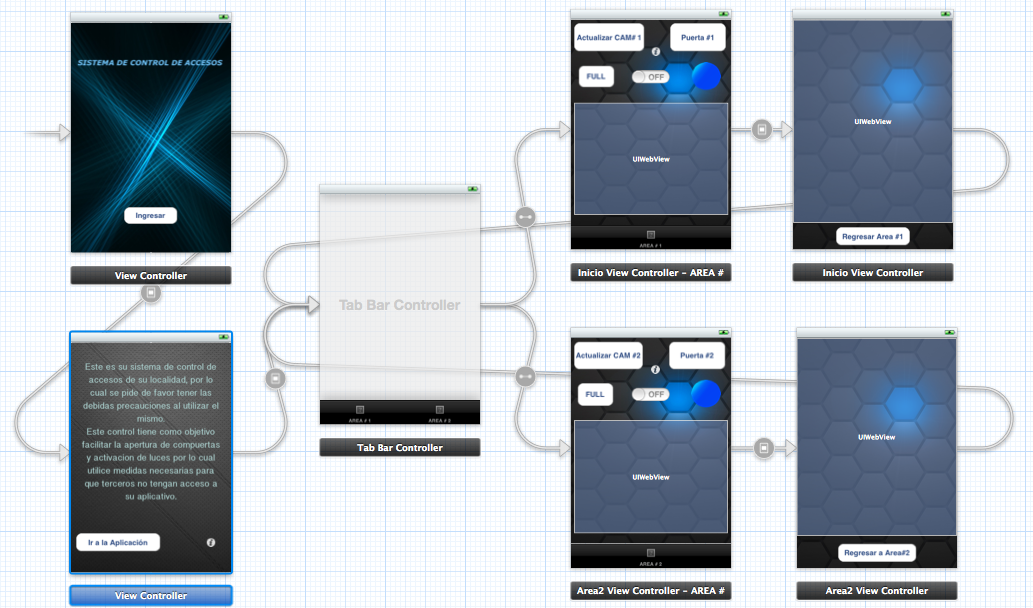 SISTEMA DE CONTROL DE ACCESOS
Ingresar
View Controller
Este es su sistema de control de
accesos de su localidad, por lo
cual se pide de favor tener las
debidas precauciones al utilizar el
mismo.
Este control tiene como objetivo
facilitar la apertura de compuertas
y activacion de luces por lo cual
utilice medidas necesarias para
que terceros no tengan acceso a
su aplicativo.
Ir a la Aplicación
View Controller
Tab Bar Controller
AREA # 1
AREA # 2
Tab Bar Controller
Actualizar CAM# 1
Puerta #1
FULL
OFF
UIWebView
AREA # 1
Inicio View Controller – AREA #
UIWebView
Regresar Area #1
Inicio View Controller
Actualizar CAM #2
Puerta #2
FULL
OFF
UIWebView
AREA # 2
Area2 View Controller – AREA #
UIWebView
Regresar a Area#2
Area2 View Controller